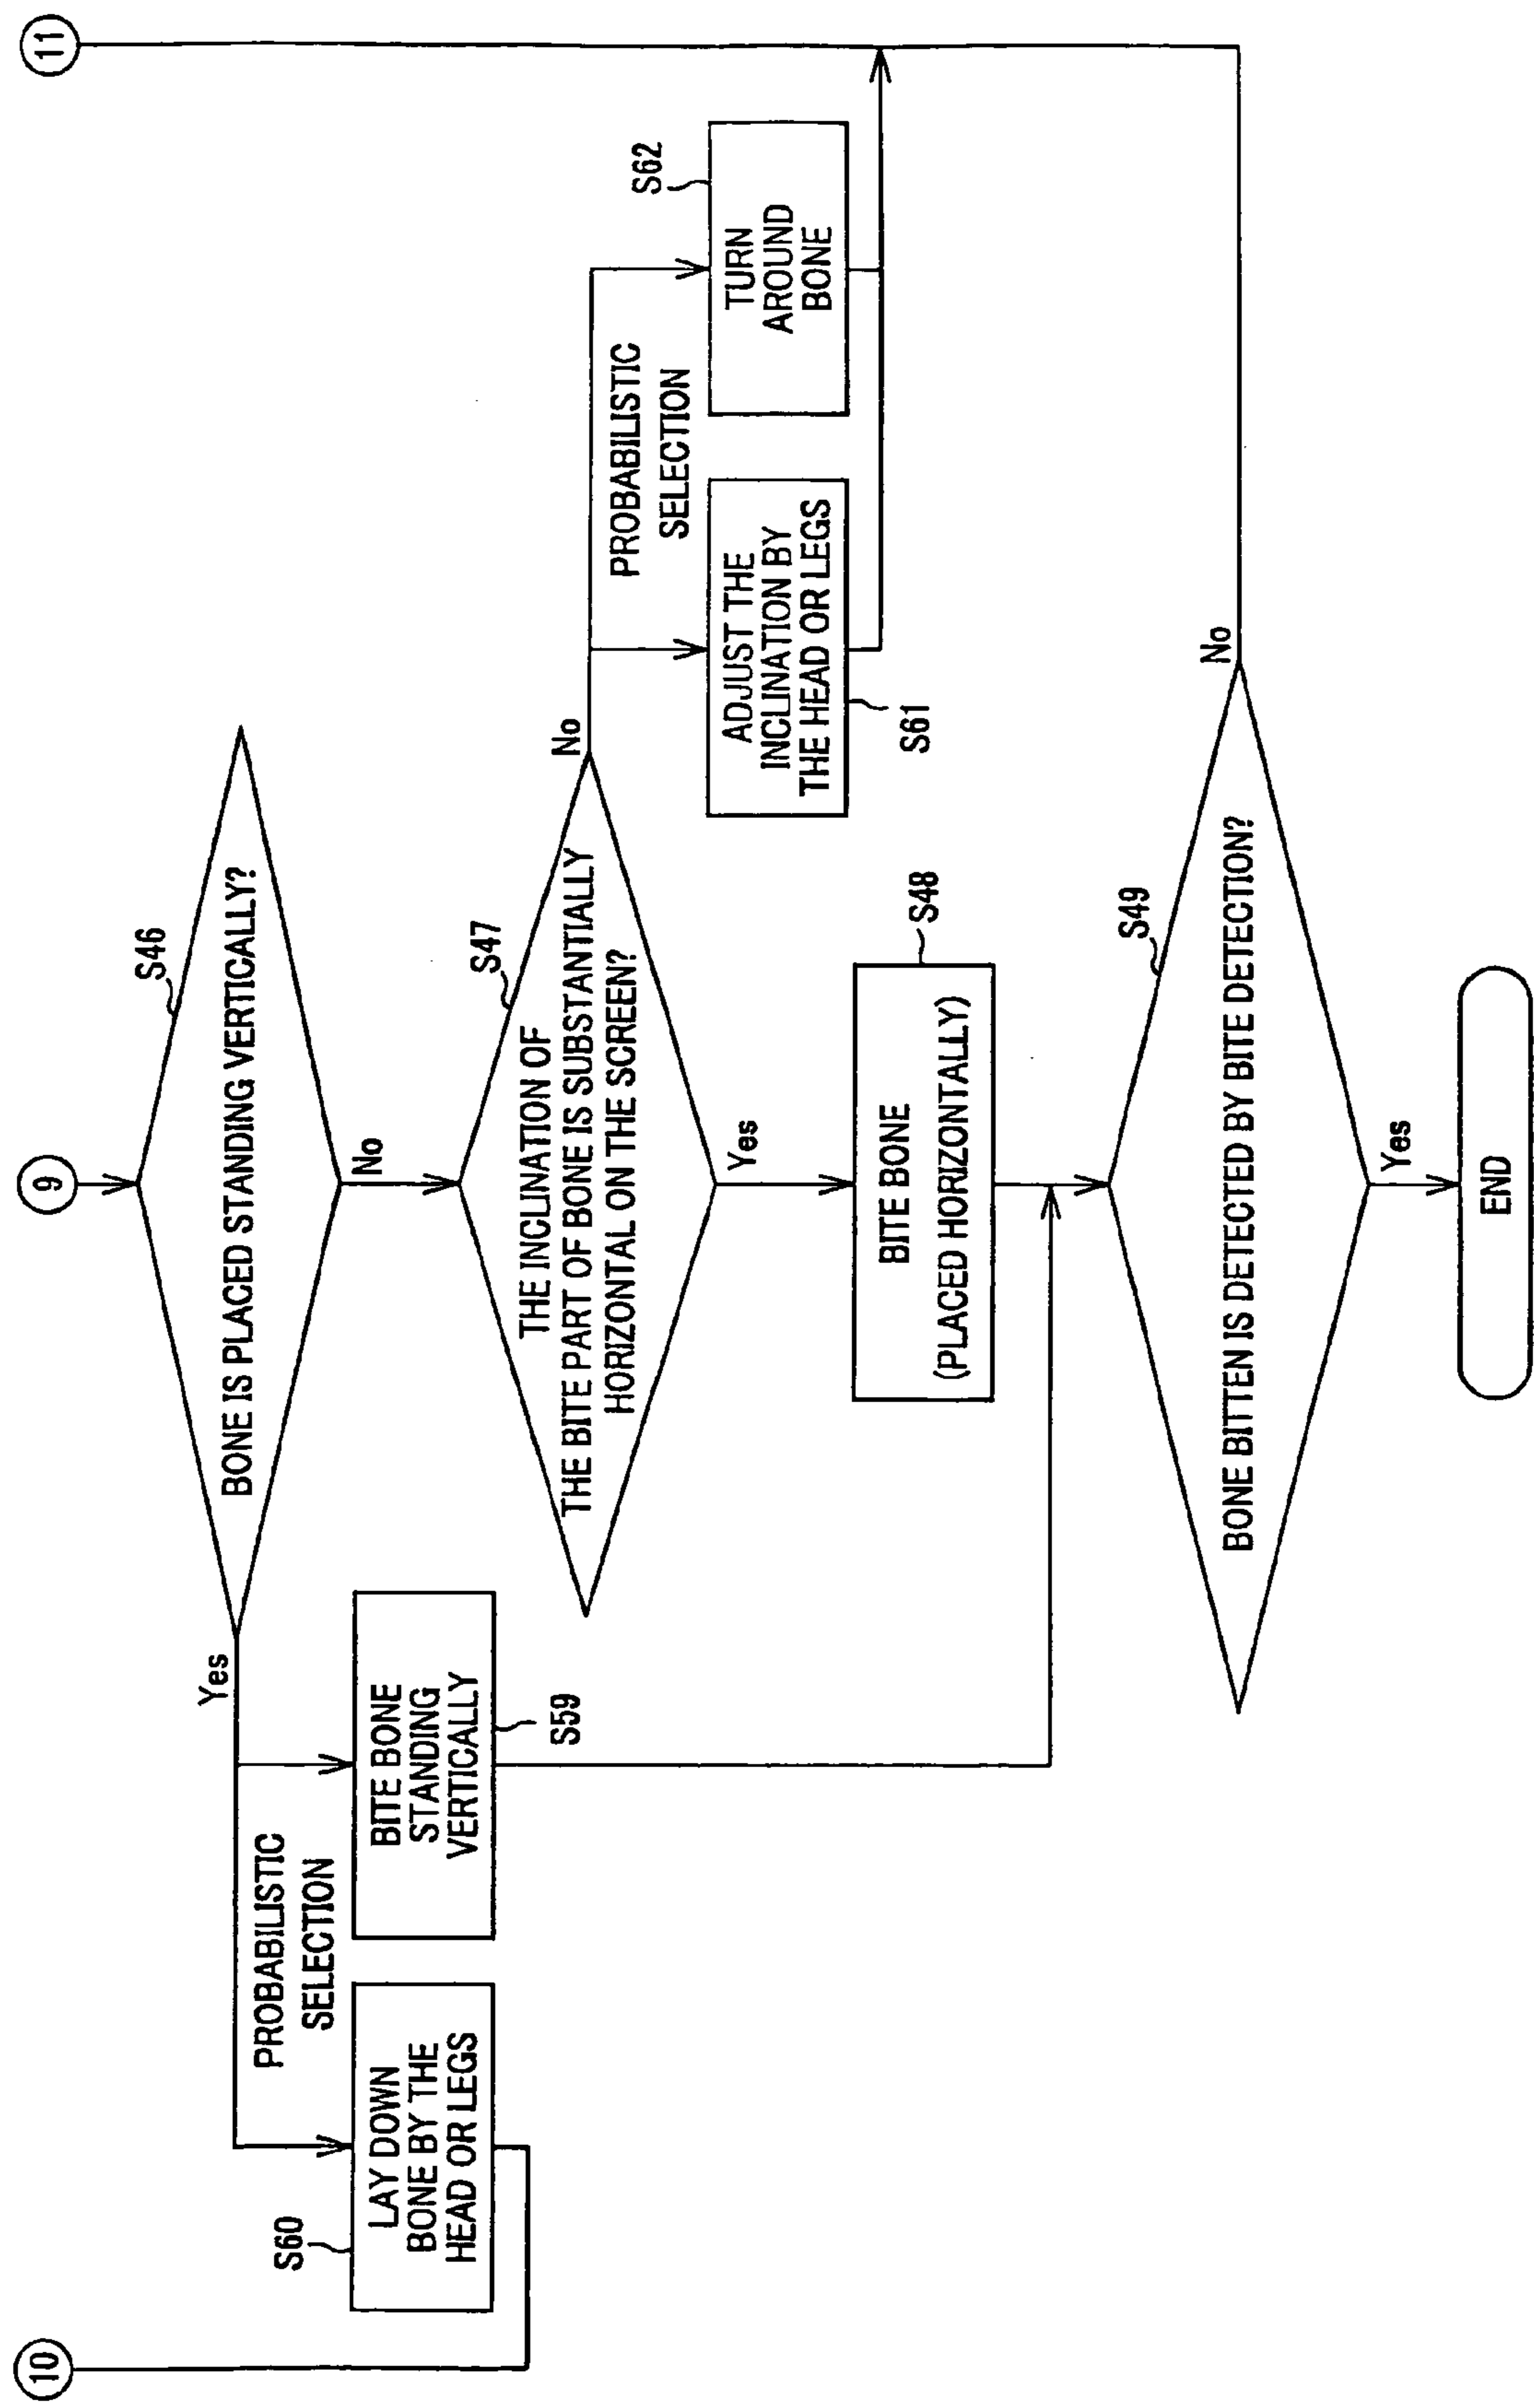 9
10
11
S46
BONE IS PLACED STANDING VERTICALLY?
Yes
No
PROBABILISTIC
SELECTION
S60
LAY DOWN
BONE BY THE
HEAD OR LEGS
BITE BONE
STANDING
VERTICALLY
S59
S47
THE INCLINATION OF
THE BITE PART OF BONE IS SUBSTANTIALLY
HORIZONTAL ON THE SCREEN?
No
Yes
PROBABILISTIC
SELECTION
ADJUST THE
INCLINATION BY
THE HEAD OR LEGS
S61
S62
TURN
AROUND
BONE
S48
BITE BONE
(PLACED HORIZONTALLY)
S49
BONE BITTEN IS DETECTED BY BITE DETECTION?
No
Yes
END